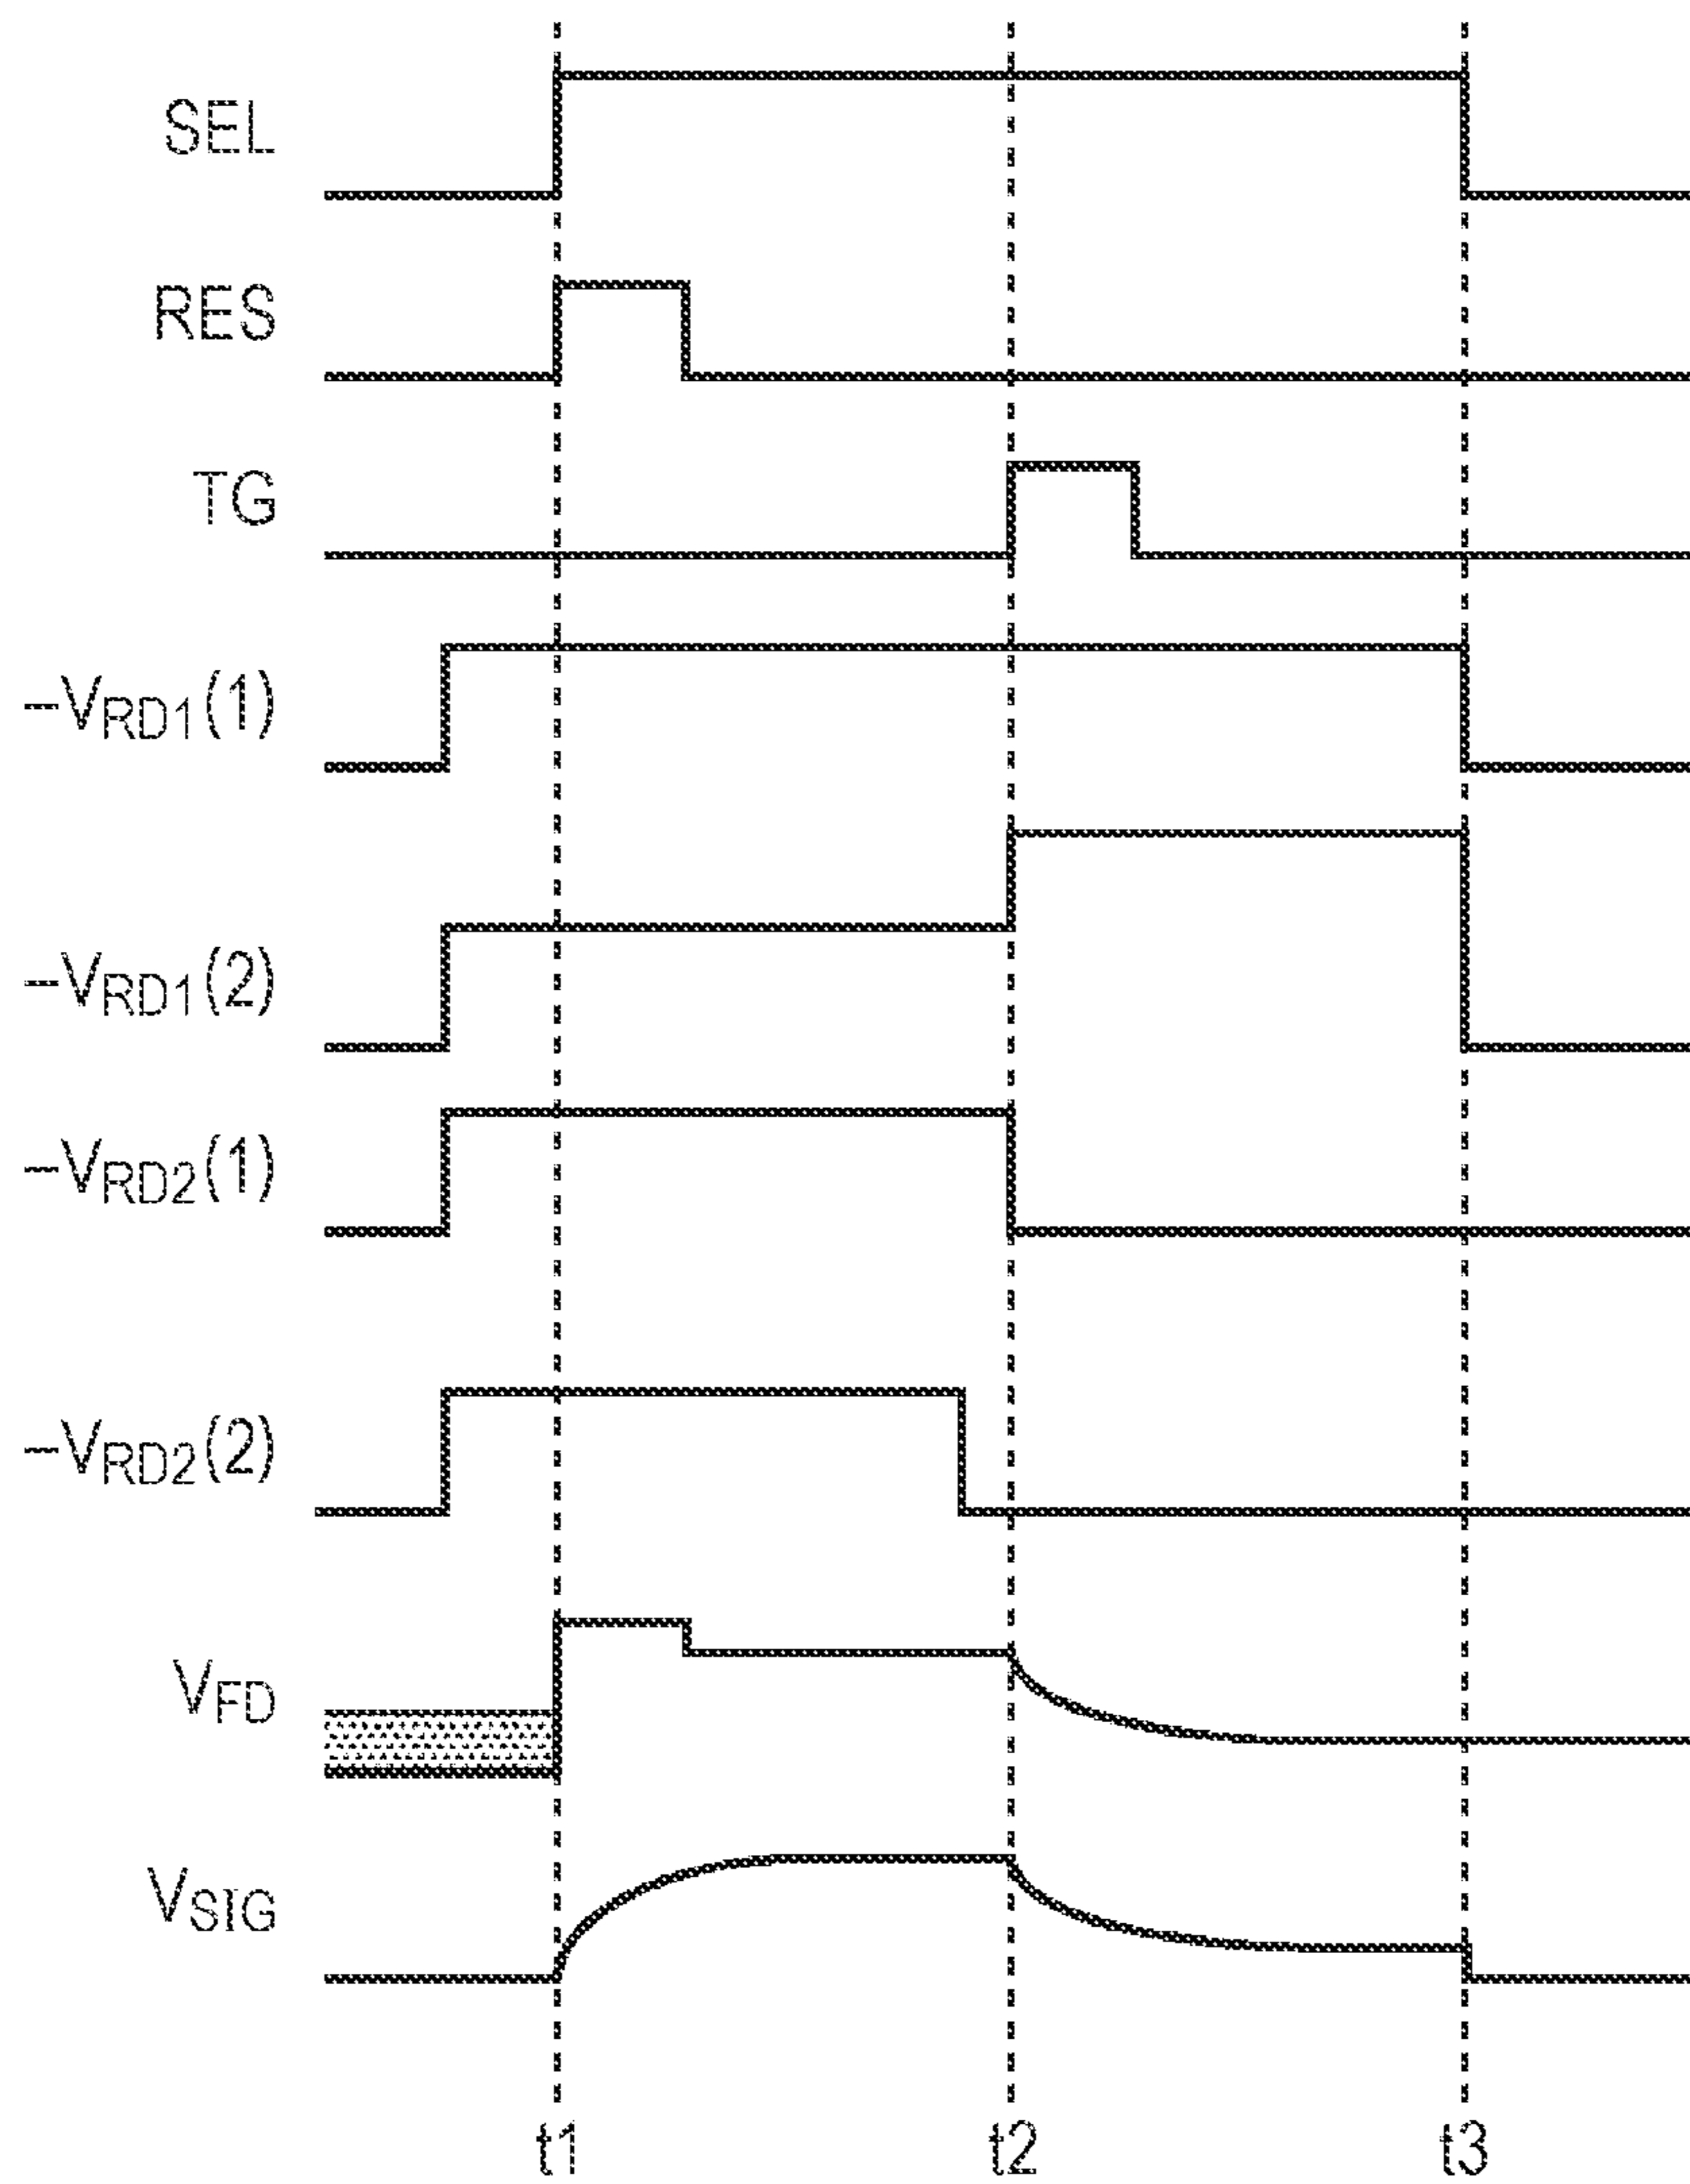 SEL
RES
TG
-VRD1(1)
-VRD1(2)
-VRD2(1)
-VRD2(2)
VFD
VSIG
t1 t2 t3